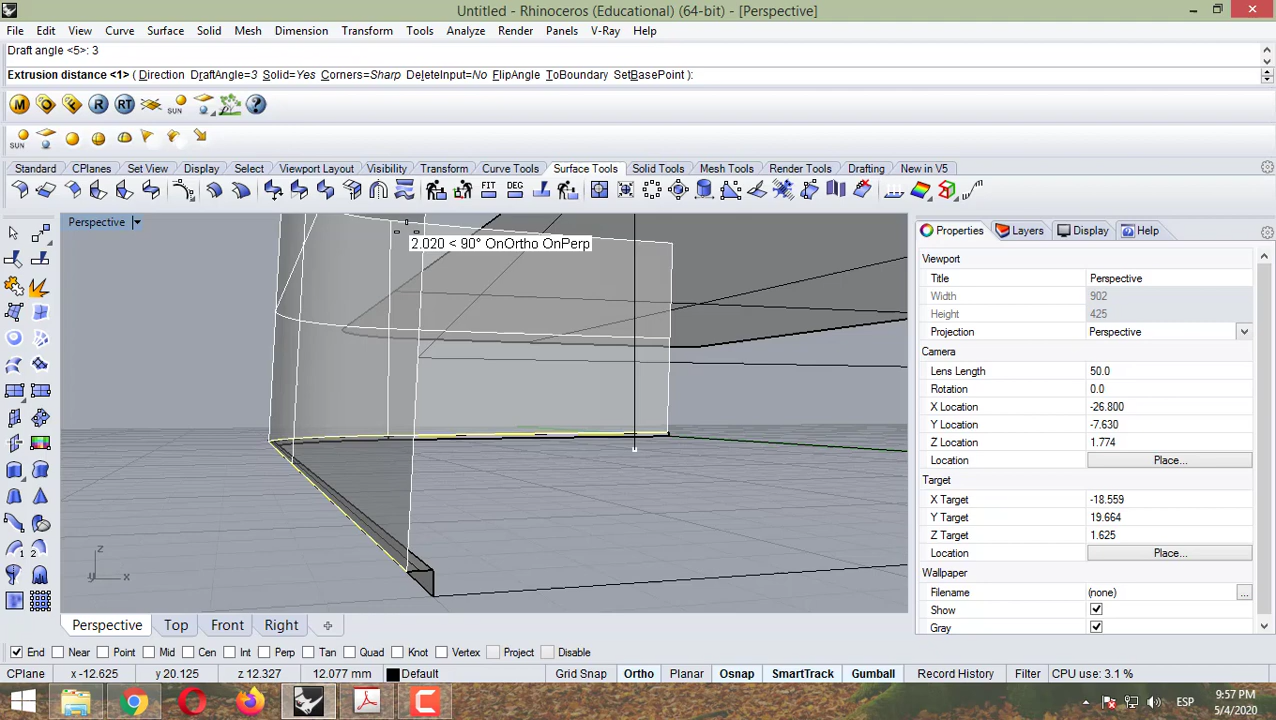 Untitled - Rhinoceros (Educational) (64-bit) - [Perspective]
File Edit View Curve Surface Solid Mesh Dimension Transform Tools Analyze Render Panels V-Ray Help
Draft angle <5>: 3
Extrusion distance <1> ( Direction DraftAngle=3 Solid=Yes Corners=Sharp DeleteInput=No FlipAngle ToBoundary SetBasePoint ):
M O F R RT SUN ?
SUN
Standard CPlanes Set View Display Select Viewport Layout Visibility Transform Curve Tools Surface Tools Solid Tools Mesh Tools Render Tools Drafting New in V5
FIT DEG
Perspective
2.020 < 90° OnOrtho OnPerp
z
y x
Properties Layers Display Help
Viewport
Title Perspective
Width 902
Height 425
Projection Perspective
Camera
Lens Length 50.0
Rotation 0.0
X Location -26.800
Y Location -7.630
Z Location 1.774
Location Place...
Target
X Target -18.559
Y Target 19.664
Z Target 1.625
Location Place...
Wallpaper
Filename (none) ...
Show
Gray
Perspective Top Front Right
End Near Point Mid Cen Int Perp Tan Quad Knot Vertex Project Disable
CPlane x -12.625 y 20.125 z 12.327 12.077 mm Default Grid Snap Ortho Planar Osnap SmartTrack Gumball Record History Filter CPU use: 3.1 %
ESP
9:57 PM
5/4/2020